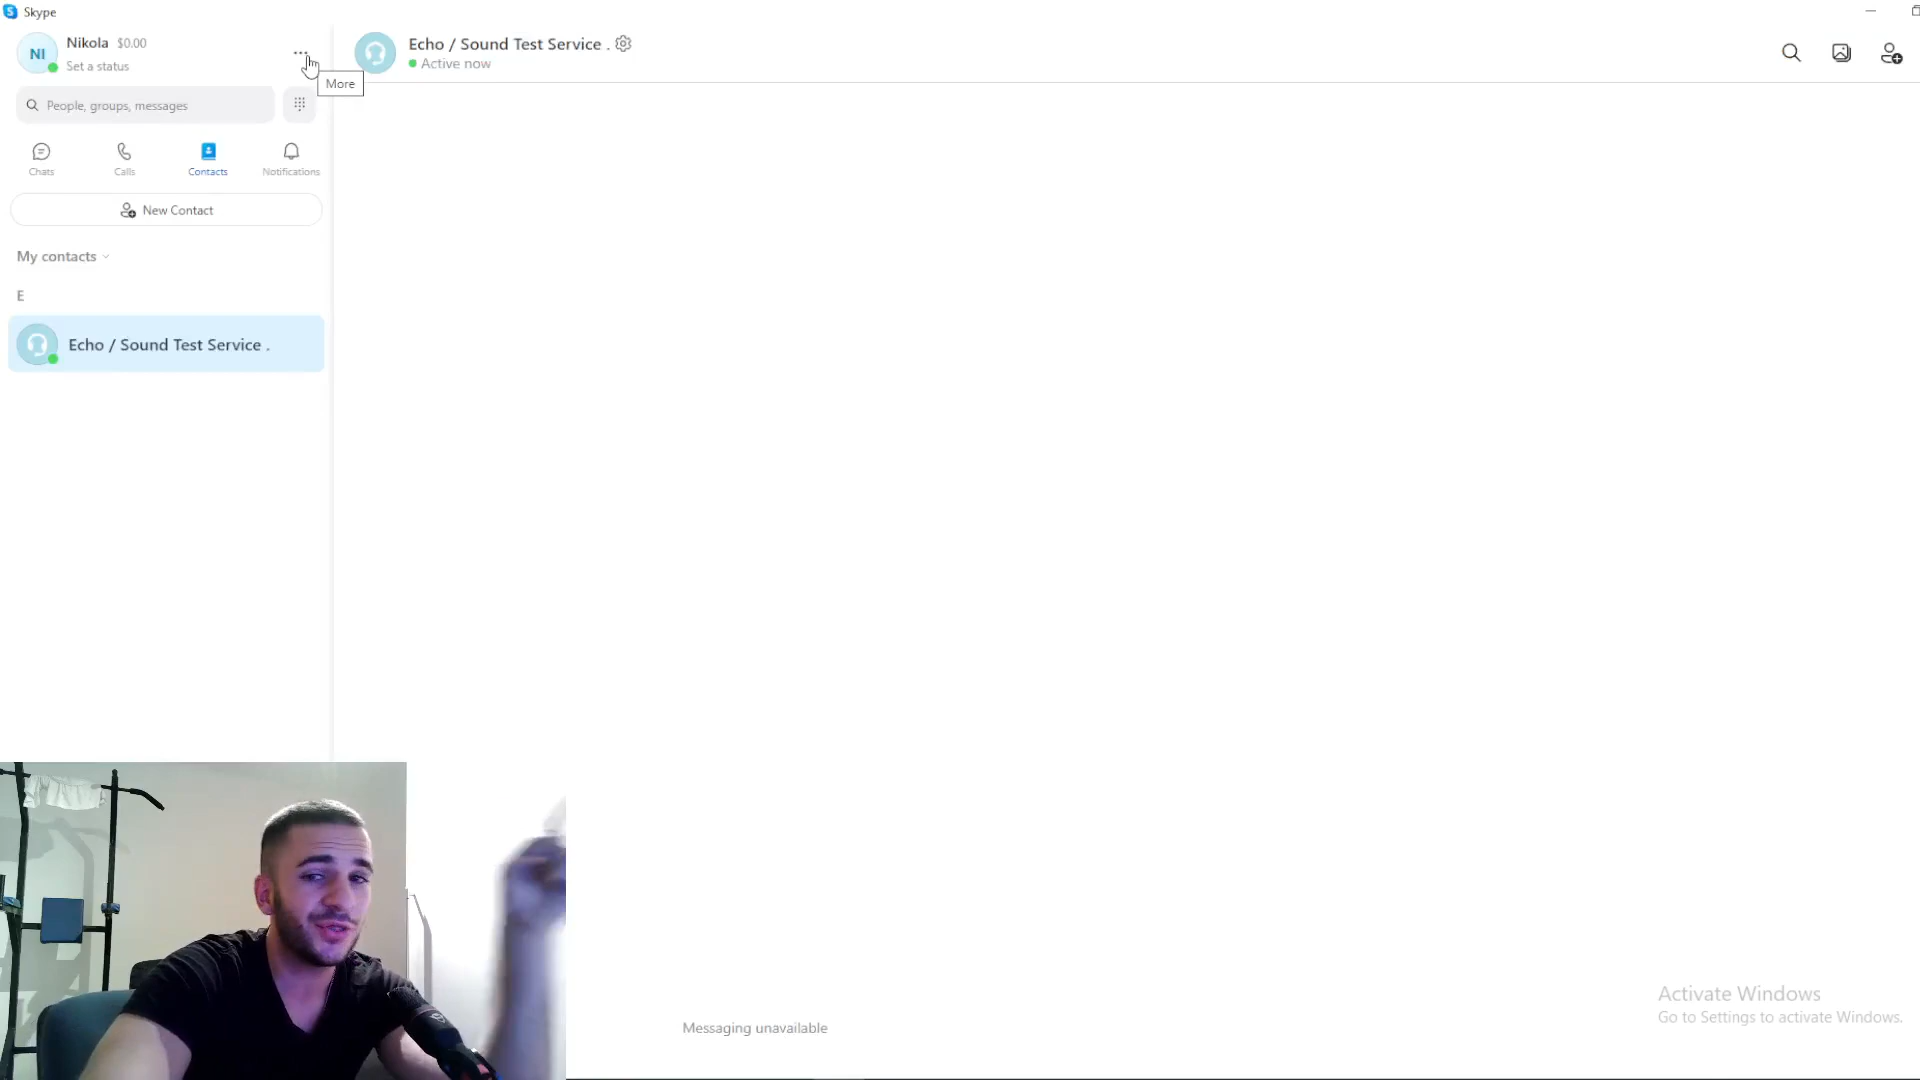 Skype
NI
Nikola $0.00
Set a status
More
People, groups, messages
Chats
Calls
Contacts
Notifications
New Contact
My contacts
E
Echo / Sound Test Service .
Echo / Sound Test Service .
Active now
Messaging unavailable
Activate Windows
Go to Settings to activate Windows.